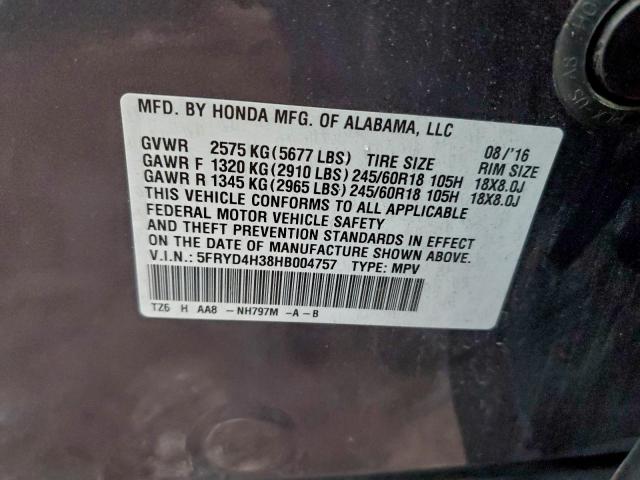 MFD. BY HONDA MFG. OF ALABAMA, LLC
08/'16
GVWR 2575 KG (5677 LBS) TIRE SIZE RIM SIZE
GAWR F 1320 KG (2910 LBS) 245/60R18 105H 18X8.0J
GAWR R 1345 KG (2965 LBS) 245/60R18 105H 18X8.0J
THIS VEHICLE CONFORMS TO ALL APPLICABLE
FEDERAL MOTOR VEHICLE SAFETY
AND THEFT PREVENTION STANDARDS IN EFFECT
ON THE DATE OF MANUFACTURE SHOWN ABOVE.
V.I.N.: 5FRYD4H38HB004757 TYPE: MPV
TZ6 H AA8 - NH797M - A - B